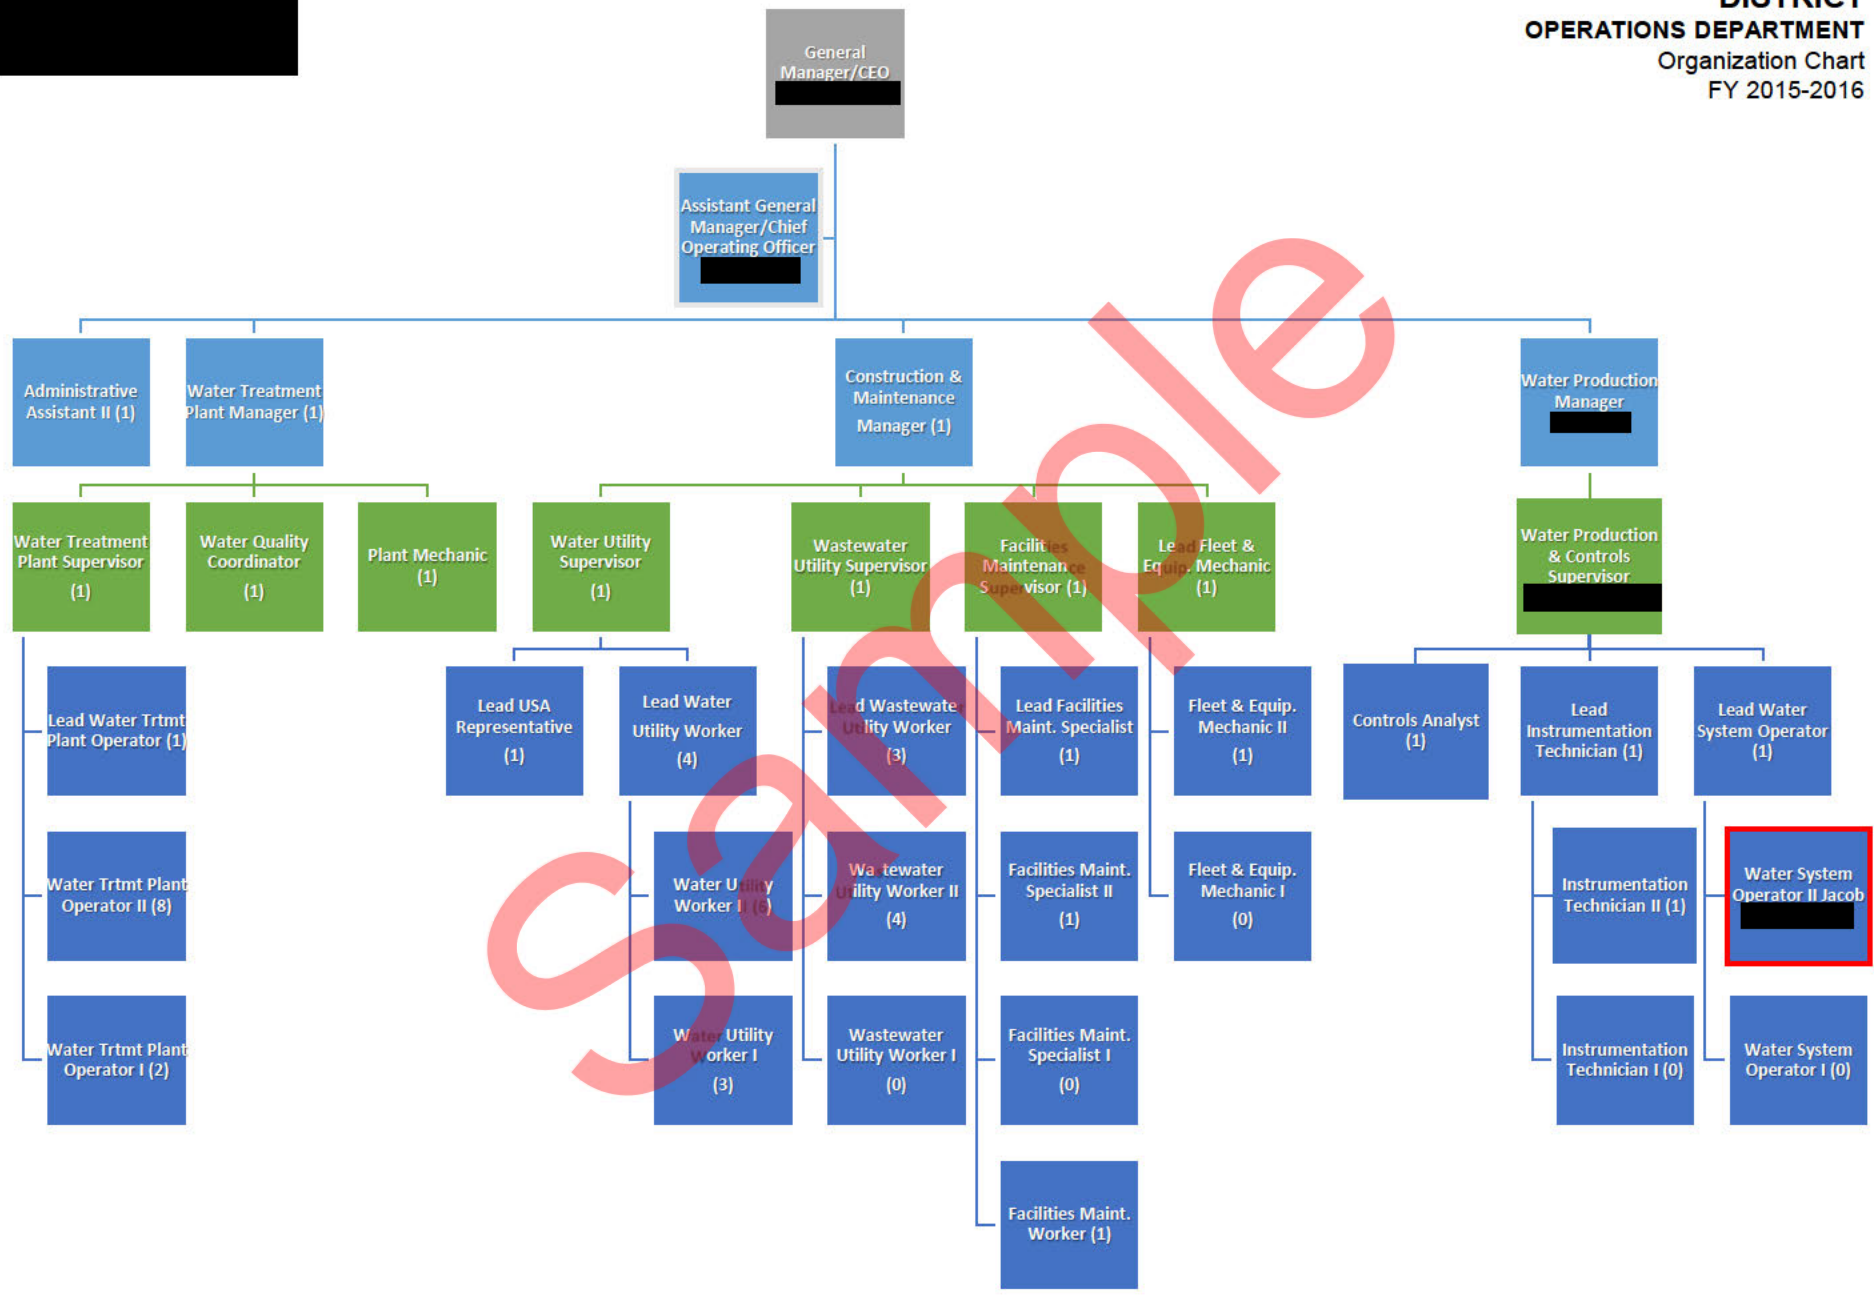 DISTRICT
OPERATIONS DEPARTMENT
Organization Chart
FY 2015-2016
General
Manager/CEO
Assistant General
Manager/Chief
Operating Officer
Administrative
Assistant II (1)
Water Treatment
Plant Manager (1)
Construction &
Maintenance
Manager (1)
Water Production
Manager
Water Treatment
Plant Supervisor
(1)
Water Quality
Coordinator
(1)
Plant Mechanic
(1)
Water Utility
Supervisor
(1)
Wastewater
Utility Supervisor
(1)
Facilities
Maintenance
Supervisor (1)
Lead Fleet &
Equip. Mechanic
(1)
Water Production
& Controls
Supervisor
Lead Water Trtmt
Plant Operator (1)
Lead USA
Representative
(1)
Lead Water
Utility Worker
(4)
Lead Wastewater
Utility Worker
(3)
Lead Facilities
Maint. Specialist
(1)
Fleet & Equip.
Mechanic II
(1)
Controls Analyst
(1)
Lead
Instrumentation
Technician (1)
Lead Water
System Operator
(1)
Water Trtmt Plant
Operator II (8)
Water Utility
Worker II (6)
Wastewater
Utility Worker II
(4)
Facilities Maint.
Specialist II
(1)
Fleet & Equip.
Mechanic I
(0)
Instrumentation
Technician II (1)
Water System
Operator II Jacob
Water Trtmt Plant
Operator I (2)
Water Utility
Worker I
(3)
Wastewater
Utility Worker I
(0)
Facilities Maint.
Specialist I
(0)
Instrumentation
Technician I (0)
Water System
Operator I (0)
Facilities Maint.
Worker (1)
Sample